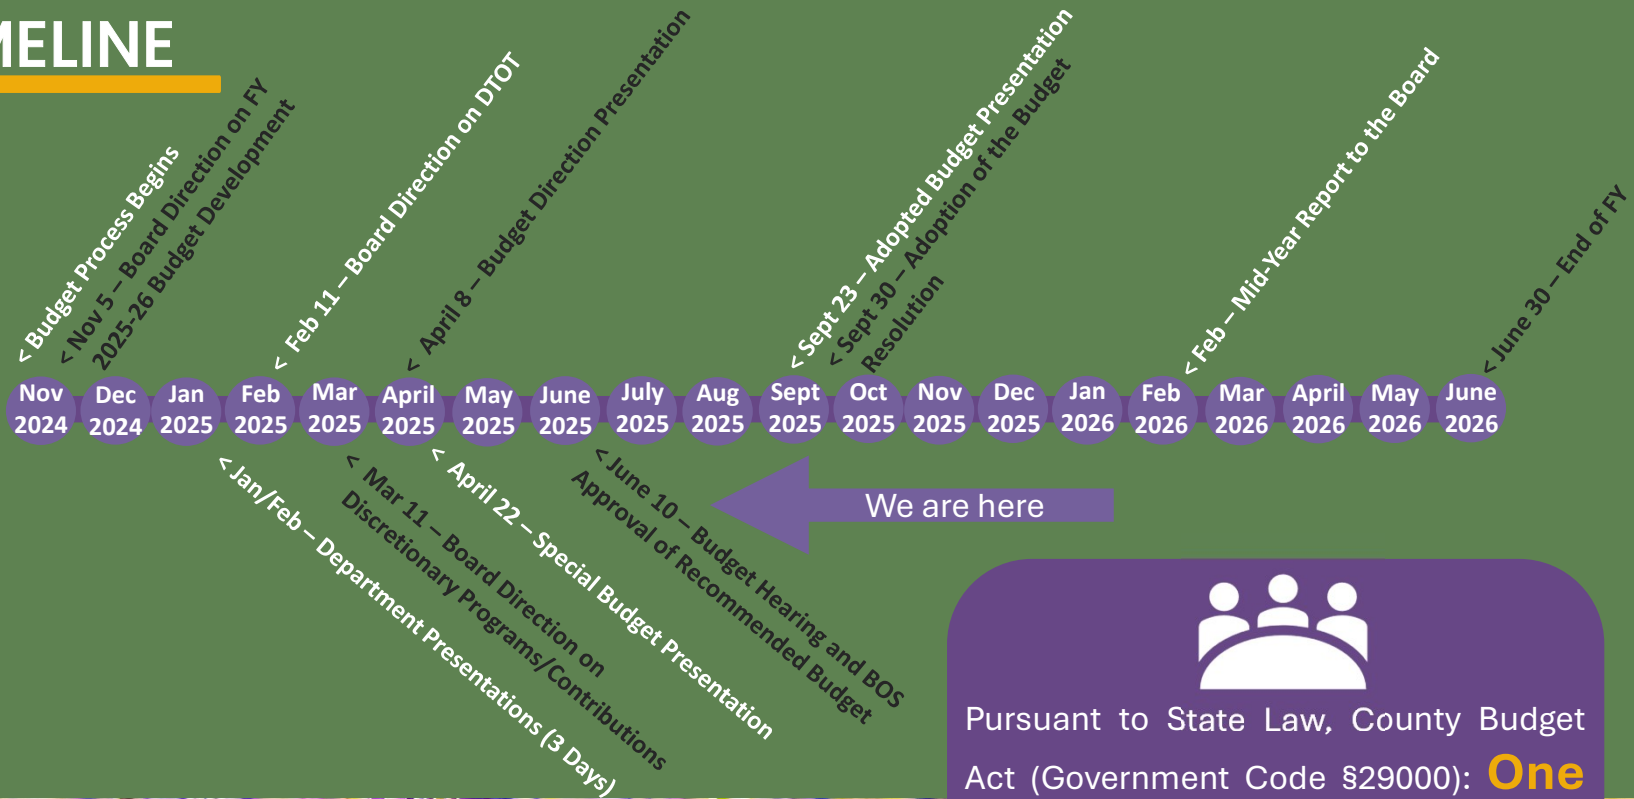 MELINE
< Budget Process Begins
< Nov 5 – Board Direction on FY
2025-26 Budget Development
< Feb 11 – Board Direction on DTOT
< April 8 – Budget Direction Presentation
< Sept 23 – Adopted Budget Presentation
< Sept 30 – Adoption of the Budget
Resolution
< Feb – Mid-Year Report to the Board
< June 30 – End of FY
Nov 2024
Dec 2024
Jan 2025
Feb 2025
Mar 2025
April 2025
May 2025
June 2025
July 2025
Aug 2025
Sept 2025
Oct 2025
Nov 2025
Dec 2025
Jan 2026
Feb 2026
Mar 2026
April 2026
May 2026
June 2026
< Jan/Feb – Department Presentations (3 Days)
< Mar 11 – Board Direction on
Discretionary Programs/Contributions
< April 22 – Special Budget Presentation
< June 10 – Budget Hearing and BOS
Approval of Recommended Budget
We are here
Pursuant to State Law, County Budget
Act (Government Code §29000): One